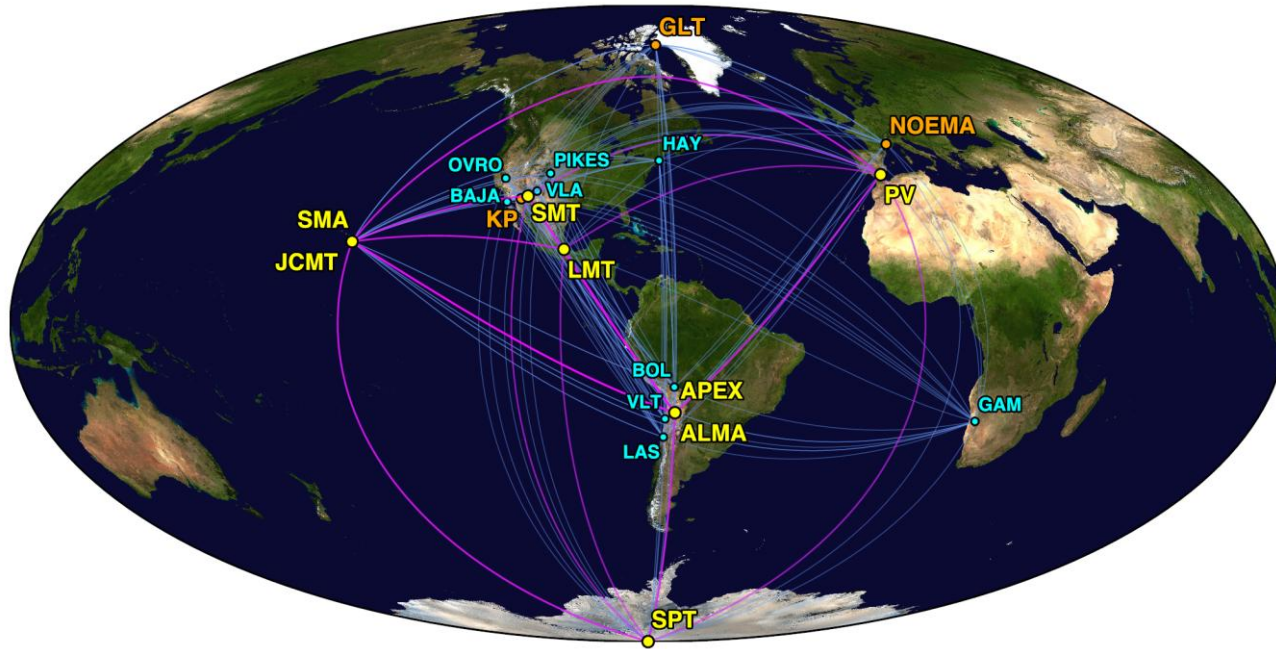 GLT
NOEMA
HAY
OVRO
PIKES
BAJA
VLA
KP
SMT
PV
SMA
JCMT
LMT
BOL
APEX
VLT
GAM
ALMA
LAS
SPT